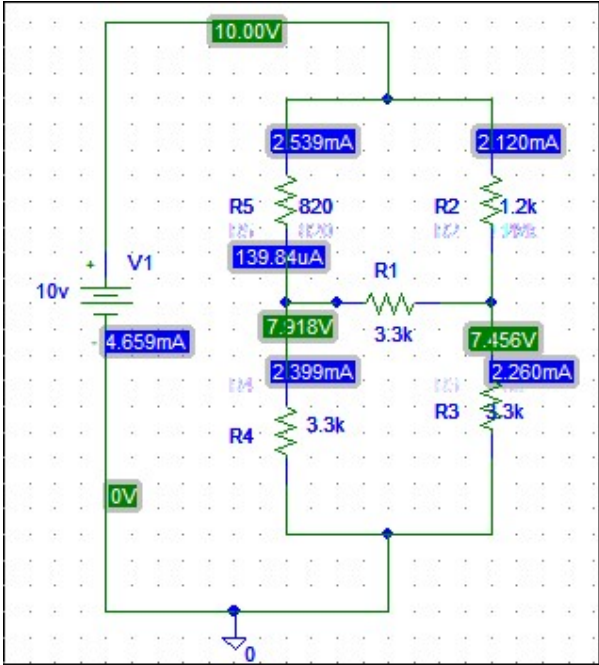 10.00V
2.539mA 2.120mA
R5 820 R2 1.2k
139.84uA
+ V1 R1
10v
7.918V 3.3k 7.456V
- 4.659mA
2.399mA 2.260mA
R4 3.3k R3 3.3k
0V
0